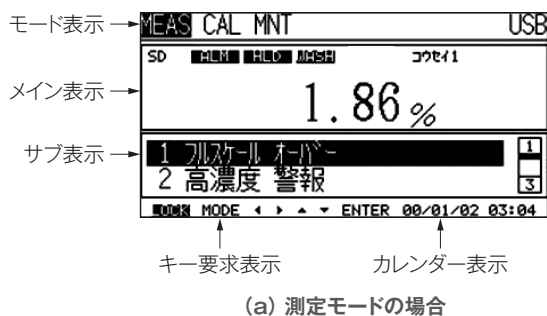 モード表示
MEAS CAL MNT USB
SD ALM HLD WASH コウセイ1
メイン表示
1.86 %
サブ表示
1 フルスケール オーバー 1
2 高濃度 警報 3
LOCK MODE ◂ ▸ ▴ ▾ ENTER 00/01/02 03:04
キー要求表示 カレンダー表示
(a) 測定モードの場合